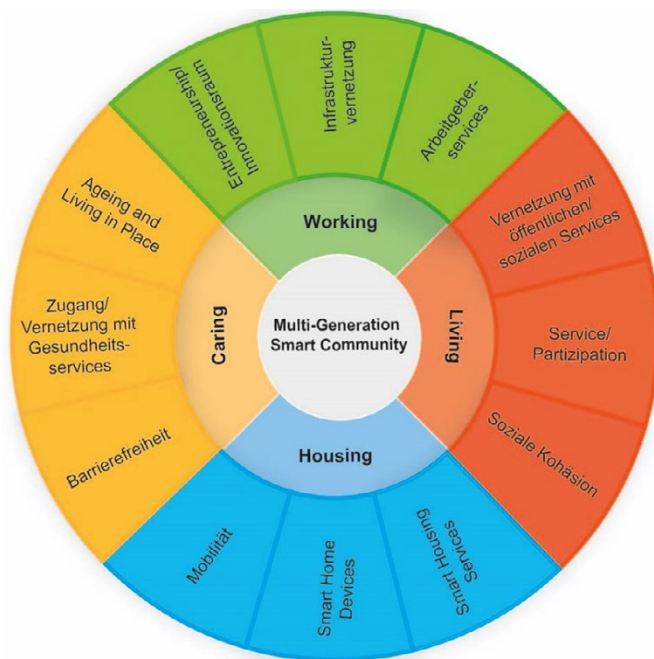 Entrepreneurship/
Innovationsraum
Infrastruktur-
vernetzung
Arbeitgeber-
services
Ageing and
Living in Place
Working
Vernetzung mit
öffentlichen/
sozialen Services
Zugang/
Vernetzung mit
Gesundheits-
services
Caring
Multi-Generation
Smart Community
Living
Service/
Partizipation
Barrierefreiheit
Housing
Soziale Kohäsion
Mobilität
Smart Home
Devices
Smart Housing
Services